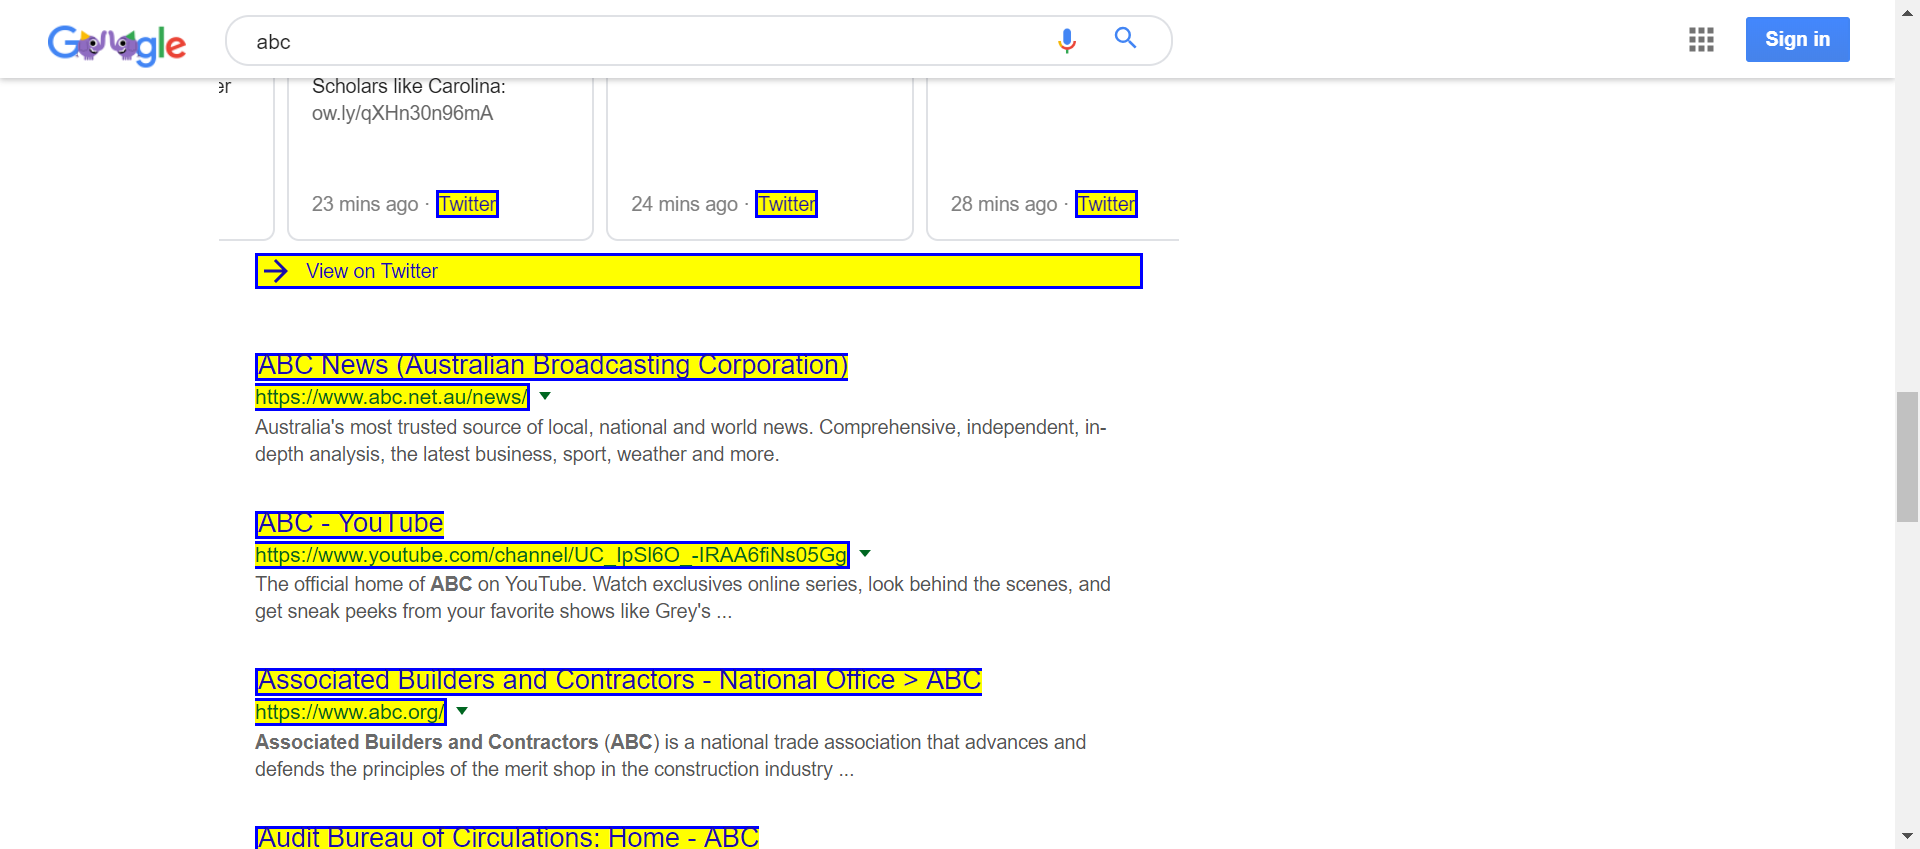 Google
abc
Sign in
er
Scholars like Carolina:
ow.ly/qXHn30n96mA
23 mins ago · Twitter
24 mins ago · Twitter
28 mins ago · Twitter
View on Twitter
ABC News (Australian Broadcasting Corporation)
https://www.abc.net.au/news/
Australia's most trusted source of local, national and world news. Comprehensive, independent, in-
depth analysis, the latest business, sport, weather and more.
ABC - YouTube
https://www.youtube.com/channel/UC_IpSl6O_-IRAA6fiNs05Gg
The official home of ABC on YouTube. Watch exclusives online series, look behind the scenes, and
get sneak peeks from your favorite shows like Grey's ...
Associated Builders and Contractors - National Office > ABC
https://www.abc.org/
Associated Builders and Contractors (ABC) is a national trade association that advances and
defends the principles of the merit shop in the construction industry ...
Audit Bureau of Circulations: Home - ABC